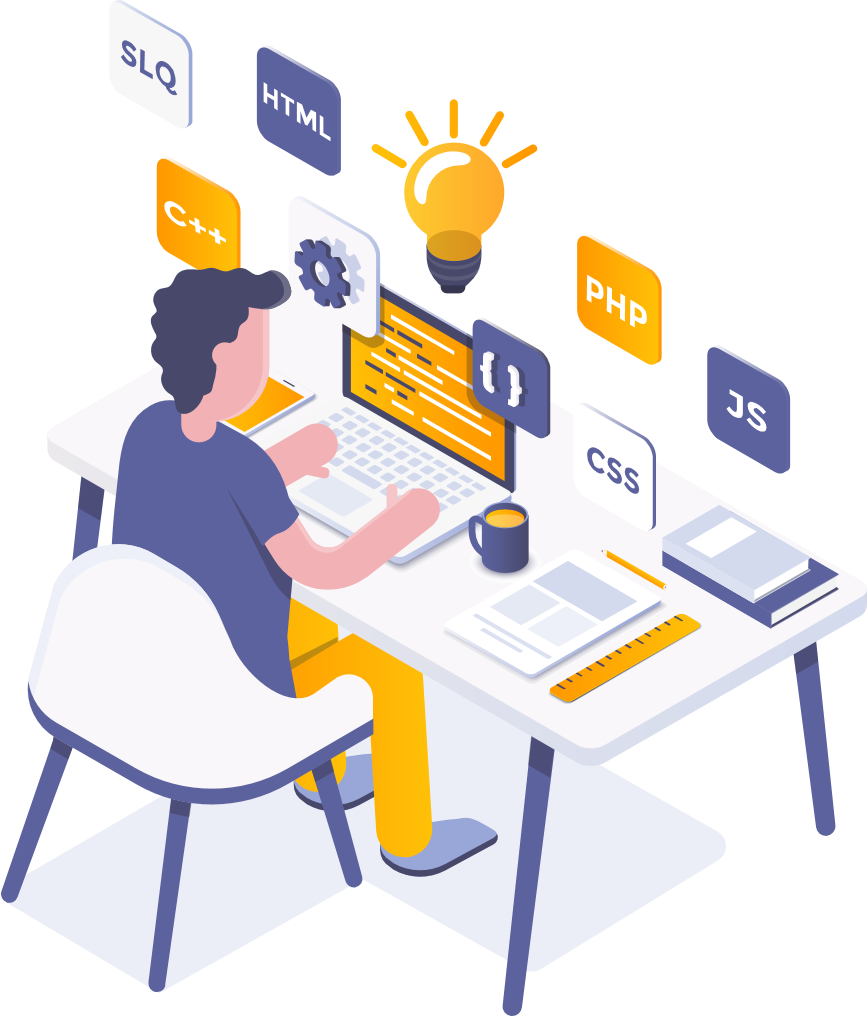 SLQ
HTML
C++
{ }
PHP
JS
CSS